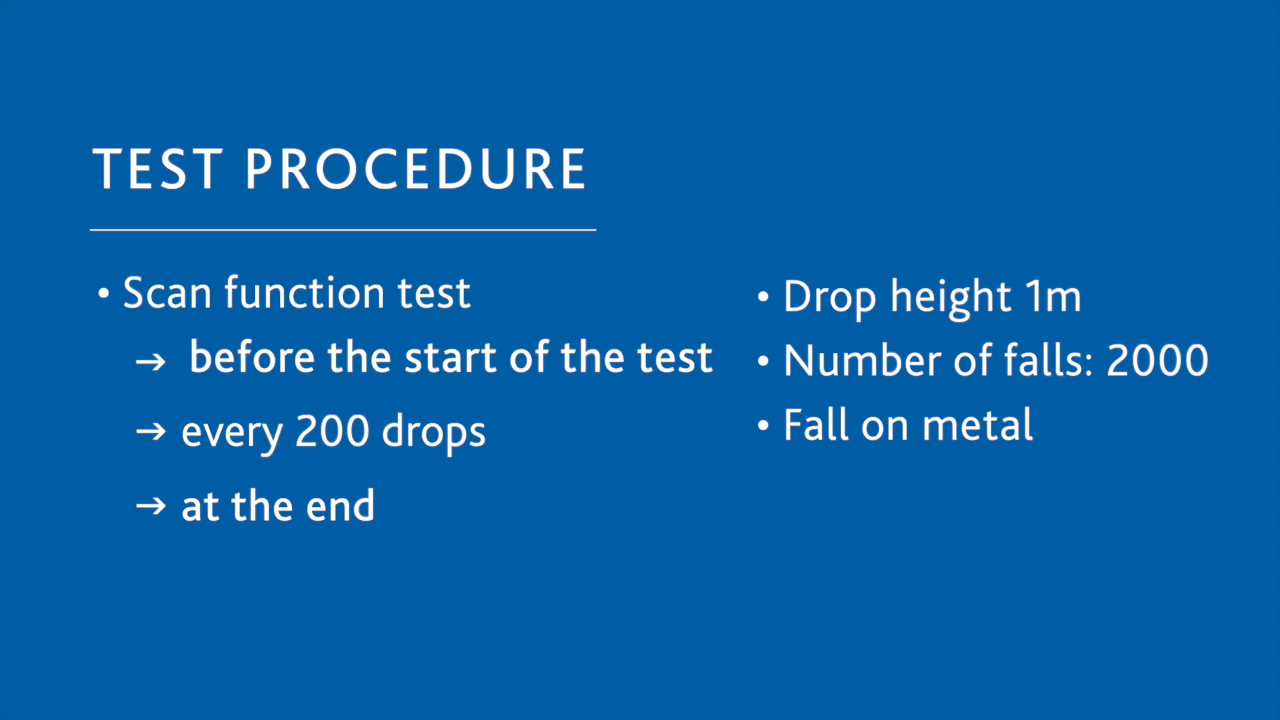 TEST PROCEDURE
• Scan function test
→ before the start of the test
→ every 200 drops
→ at the end
• Drop height 1m
• Number of falls: 2000
• Fall on metal